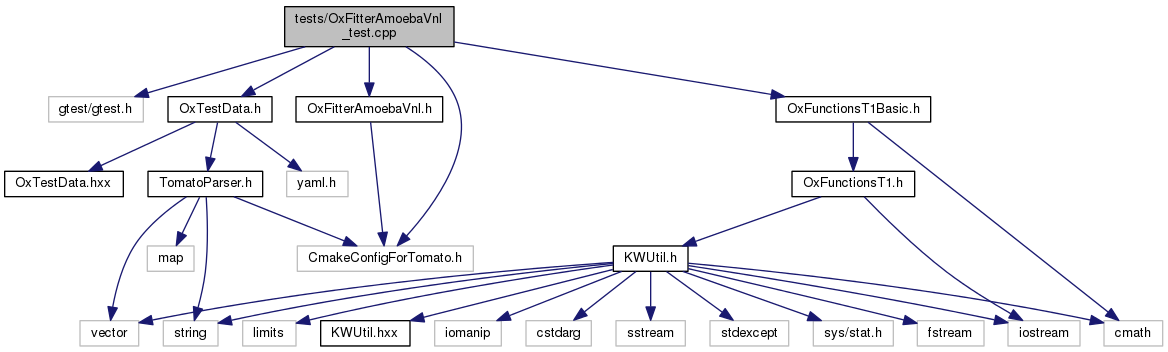 tests/OxFitterAmoebaVnl
_test.cpp
gtest/gtest.h
OxTestData.h
OxFitterAmoebaVnl.h
OxFunctionsT1Basic.h
OxTestData.hxx
TomatoParser.h
yaml.h
OxFunctionsT1.h
map
CmakeConfigForTomato.h
KWUtil.h
vector
string
limits
KWUtil.hxx
iomanip
cstdarg
sstream
stdexcept
sys/stat.h
fstream
iostream
cmath